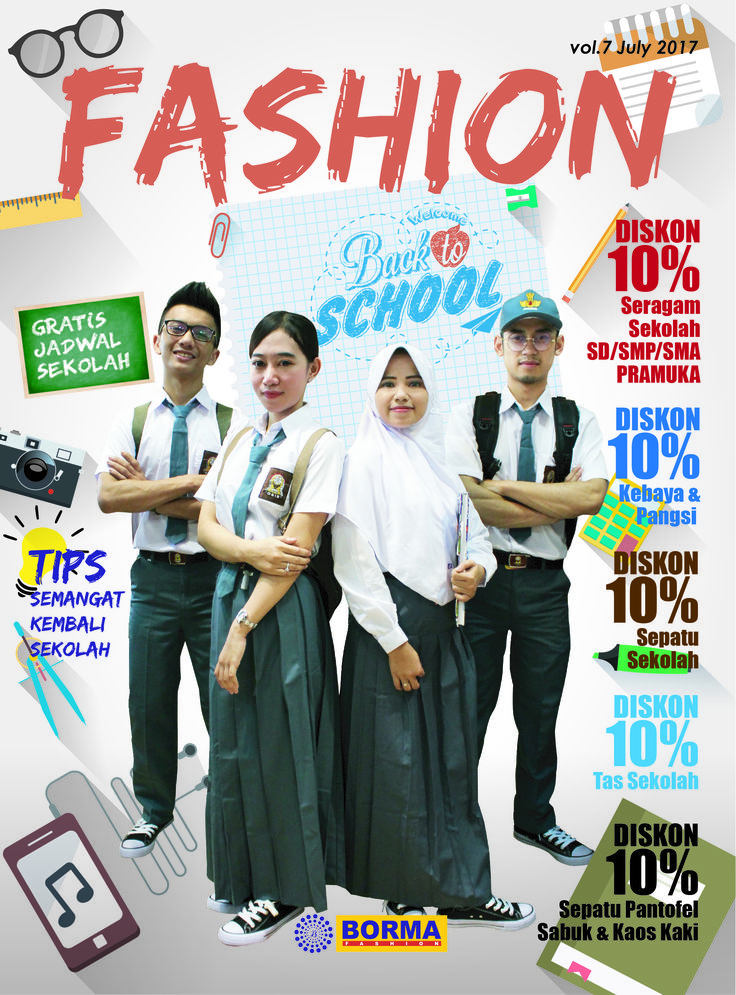 vol.7 July 2017
FASHION
Welcome
Back to
SCHOOL
GRATIS
JADWAL
SEKOLAH
DISKON
10%
Seragam
Sekolah
SD/SMP/SMA
PRAMUKA
DISKON
10%
Kebaya &
Pangsi
TIPS
SEMANGAT
KEMBALI
SEKOLAH
DISKON
10%
Sepatu
Sekolah
DISKON
10%
Tas Sekolah
DISKON
10%
Sepatu Pantofel
Sabuk & Kaos Kaki
BORMA
FASHION